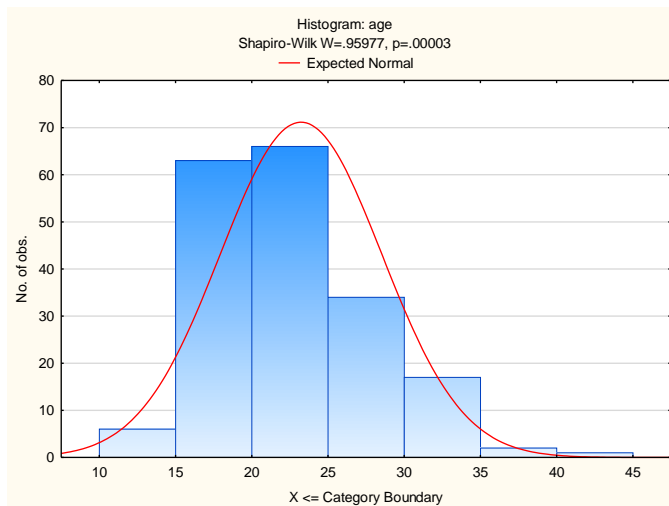 Histogram: age
Shapiro-Wilk W=.95977, p=.00003
Expected Normal
80
70
60
50
40
30
20
10
0
No. of obs.
10 15 20 25 30 35 40 45
X <= Category Boundary